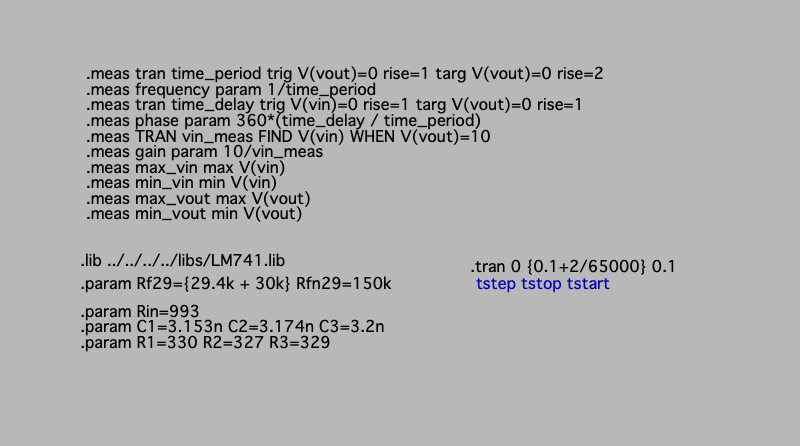 .meas tran time_period trig V(vout)=0 rise=1 targ V(vout)=0 rise=2
.meas frequency param 1/time_period
.meas tran time_delay trig V(vin)=0 rise=1 targ V(vout)=0 rise=1
.meas phase param 360*(time_delay / time_period)
.meas TRAN vin_meas FIND V(vin) WHEN V(vout)=10
.meas gain param 10/vin_meas
.meas max_vin max V(vin)
.meas min_vin min V(vin)
.meas max_vout max V(vout)
.meas min_vout min V(vout)
.lib ../../../../libs/LM741.lib
.param Rf29={29.4k + 30k} Rfn29=150k
.param Rin=993
.param C1=3.153n C2=3.174n C3=3.2n
.param R1=330 R2=327 R3=329
.tran 0 {0.1+2/65000} 0.1
tstep tstop tstart